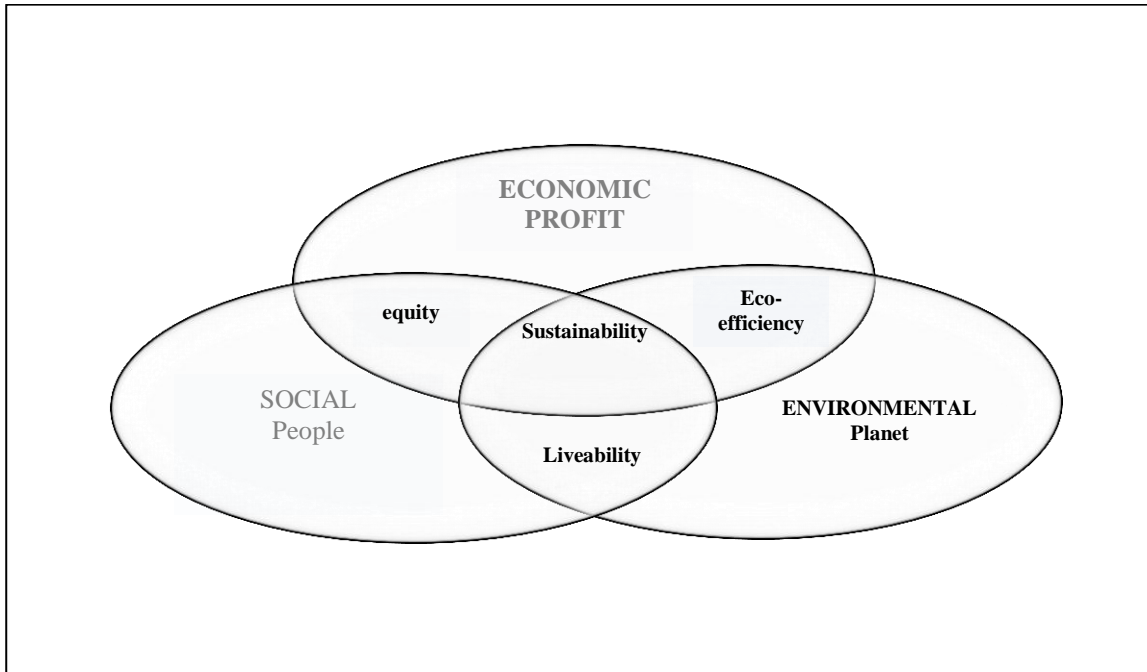 ECONOMIC
PROFIT
equity
Sustainability
Eco-
efficiency
SOCIAL
People
ENVIRONMENTAL
Planet
Liveability